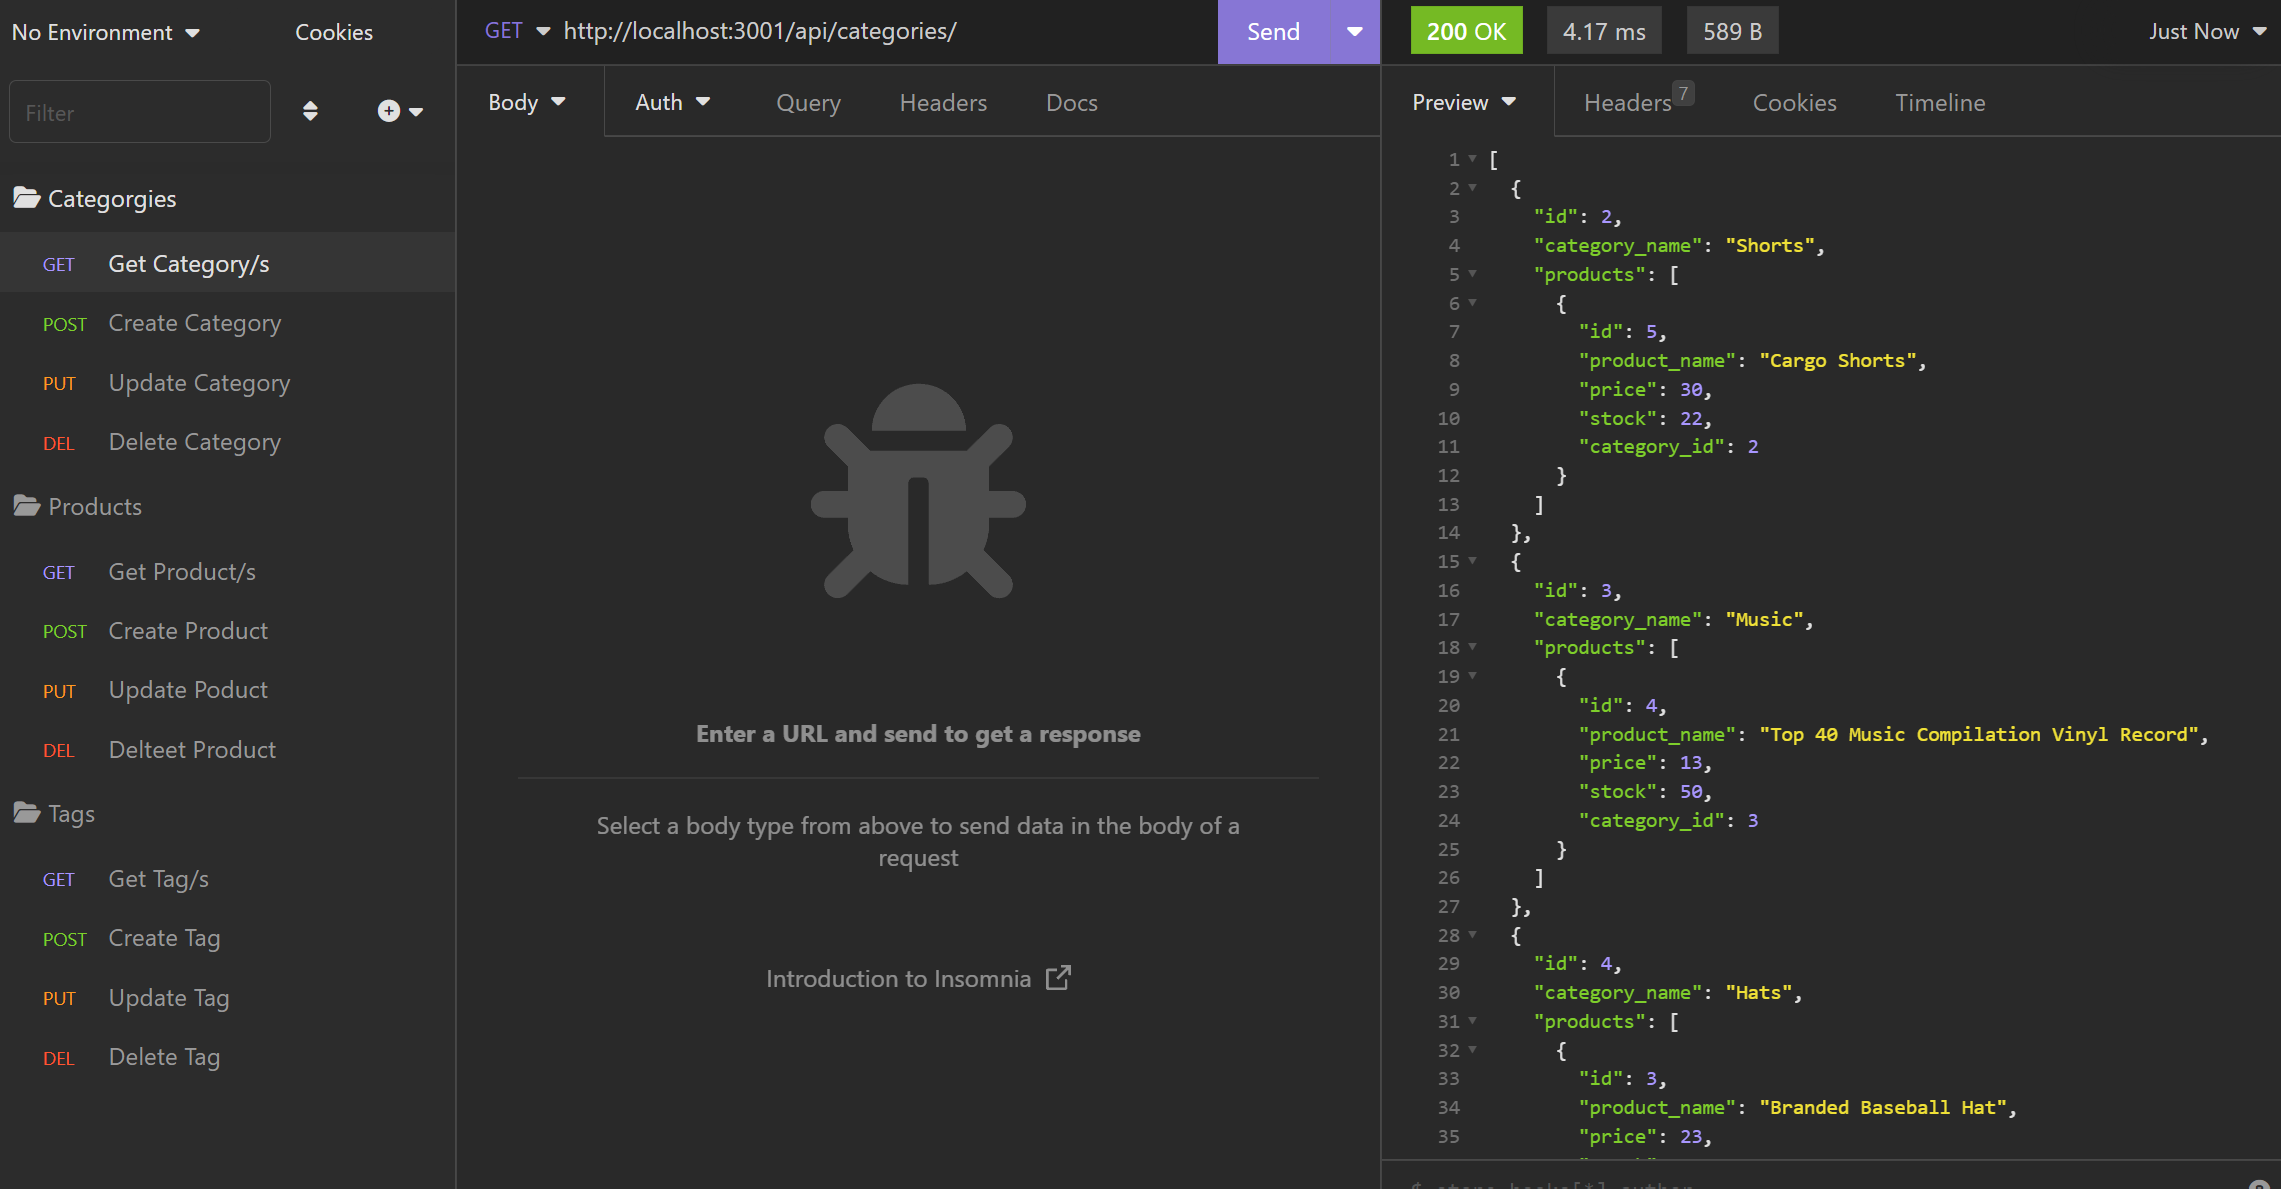 No Environment
Cookies
Filter
Categorgies
GET Get Category/s
POST Create Category
PUT Update Category
DEL Delete Category
Products
GET Get Product/s
POST Create Product
PUT Update Poduct
DEL Delteet Product
Tags
GET Get Tag/s
POST Create Tag
PUT Update Tag
DEL Delete Tag
GET http://localhost:3001/api/categories/ Send
Body Auth Query Headers Docs
Enter a URL and send to get a response
Select a body type from above to send data in the body of a
request
Introduction to Insomnia
200 OK 4.17 ms 589 B Just Now
Preview Headers 7 Cookies Timeline
1 [
2 {
3 "id": 2,
4 "category_name": "Shorts",
5 "products": [
6 {
7 "id": 5,
8 "product_name": "Cargo Shorts",
9 "price": 30,
10 "stock": 22,
11 "category_id": 2
12 }
13 ]
14 },
15 {
16 "id": 3,
17 "category_name": "Music",
18 "products": [
19 {
20 "id": 4,
21 "product_name": "Top 40 Music Compilation Vinyl Record",
22 "price": 13,
23 "stock": 50,
24 "category_id": 3
25 }
26 ]
27 },
28 {
29 "id": 4,
30 "category_name": "Hats",
31 "products": [
32 {
33 "id": 3,
34 "product_name": "Branded Baseball Hat",
35 "price": 23,